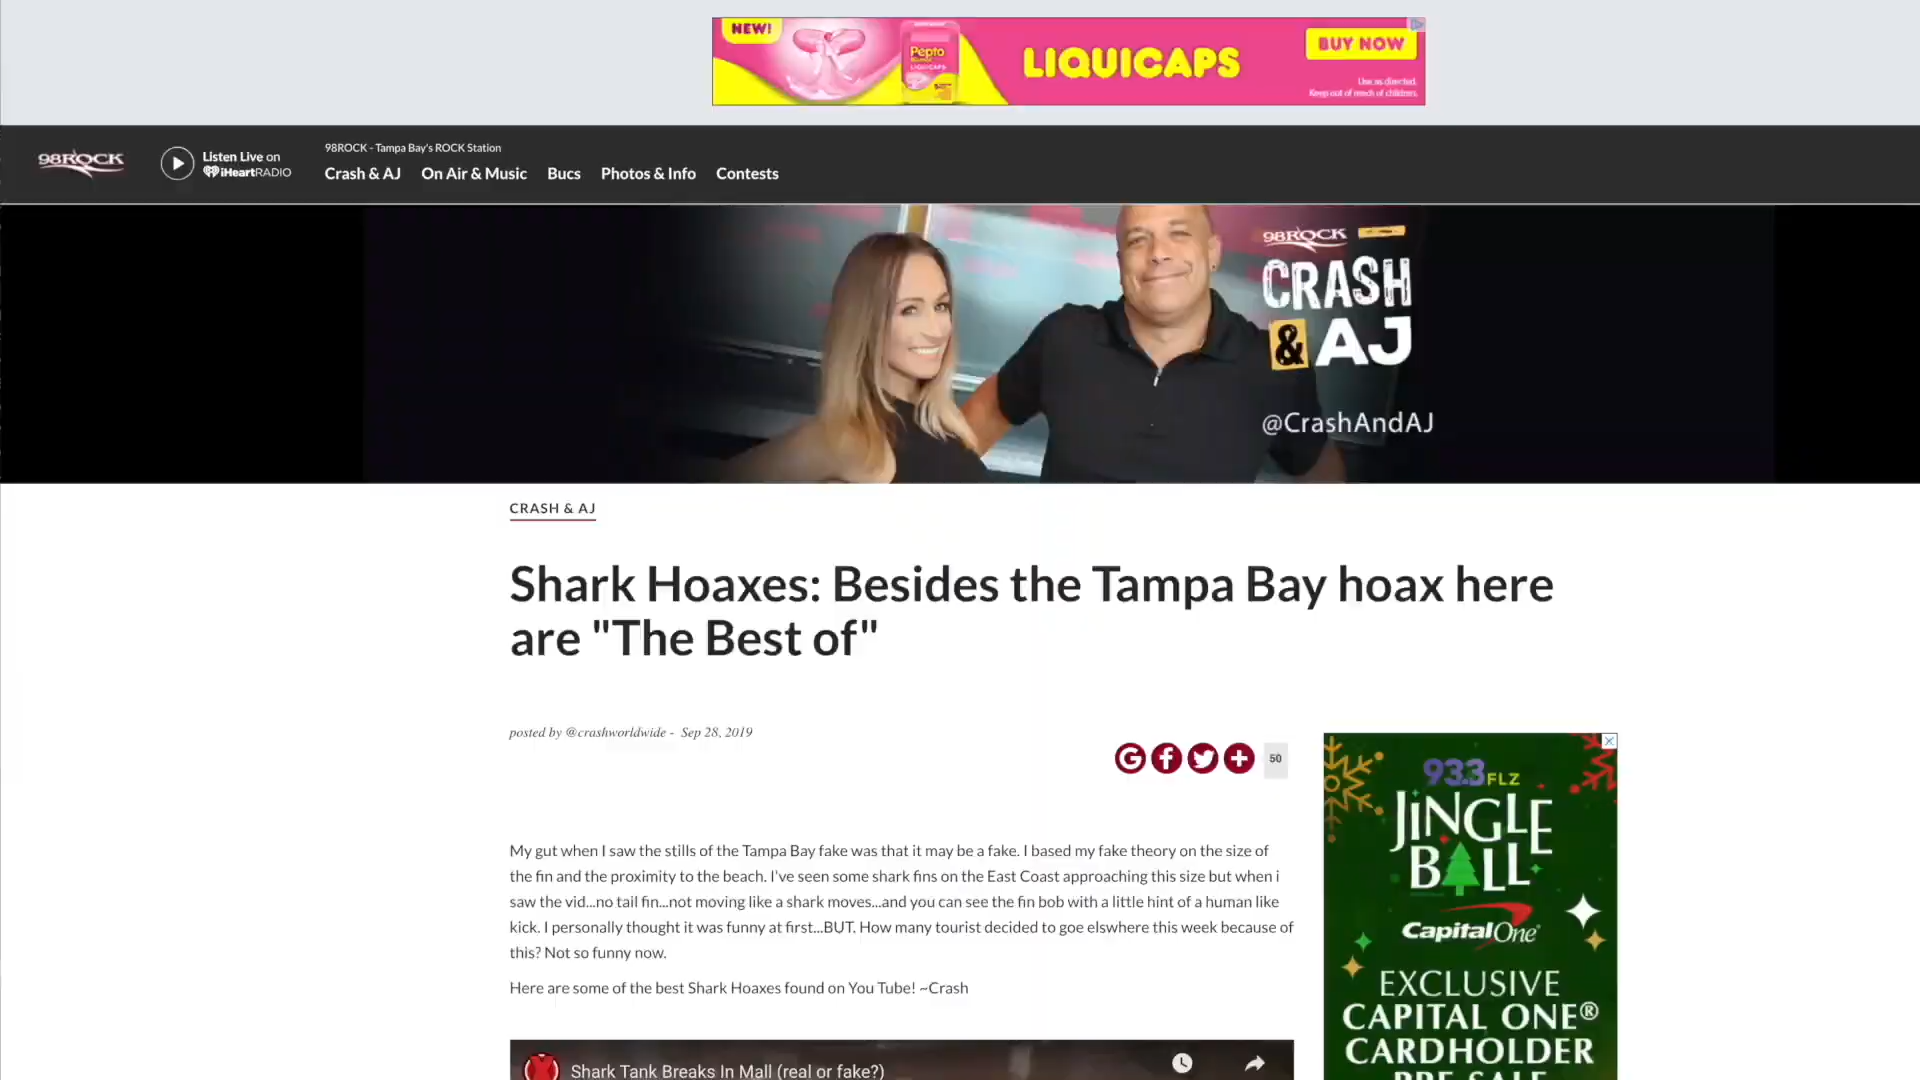 NEW!
Pepto
LIQUICAPS
LIQUICAPS
BUY NOW
Use as directed.
Keep out of reach of children.
98ROCK
Listen Live on
iHeartRADIO
98ROCK - Tampa Bay's ROCK Station
Crash & AJ On Air & Music Bucs Photos & Info Contests
98ROCK
CRASH
& AJ
@CrashAndAJ
CRASH & AJ
Shark Hoaxes: Besides the Tampa Bay hoax here
are "The Best of"
posted by @crashworldwide - Sep 28, 2019
50
My gut when I saw the stills of the Tampa Bay fake was that it may be a fake. I based my fake theory on the size of
the fin and the proximity to the beach. I've seen some shark fins on the East Coast approaching this size but when i
saw the vid...no tail fin...not moving like a shark moves...and you can see the fin bob with a little hint of a human like
kick. I personally thought it was funny at first...BUT. How many tourist decided to goe elswhere this week because of
this? Not so funny now.
Here are some of the best Shark Hoaxes found on You Tube! ~Crash
Shark Tank Breaks In Mall (real or fake?)
933FLZ
JINGLE
BALL
CapitalOne
EXCLUSIVE
CAPITAL ONE®
CARDHOLDER
PRE-SALE